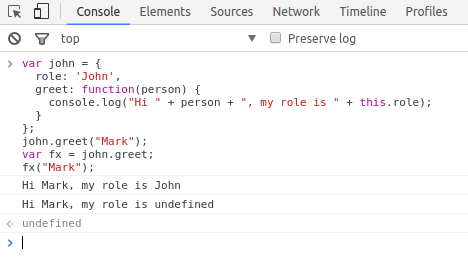 Console Elements Sources Network Timeline Profiles
top Preserve log
var john = {
  role: 'John',
  greet: function(person) {
    console.log("Hi " + person + ", my role is " + this.role);
  }
};
john.greet("Mark");
var fx = john.greet;
fx("Mark");
Hi Mark, my role is John
Hi Mark, my role is undefined
undefined